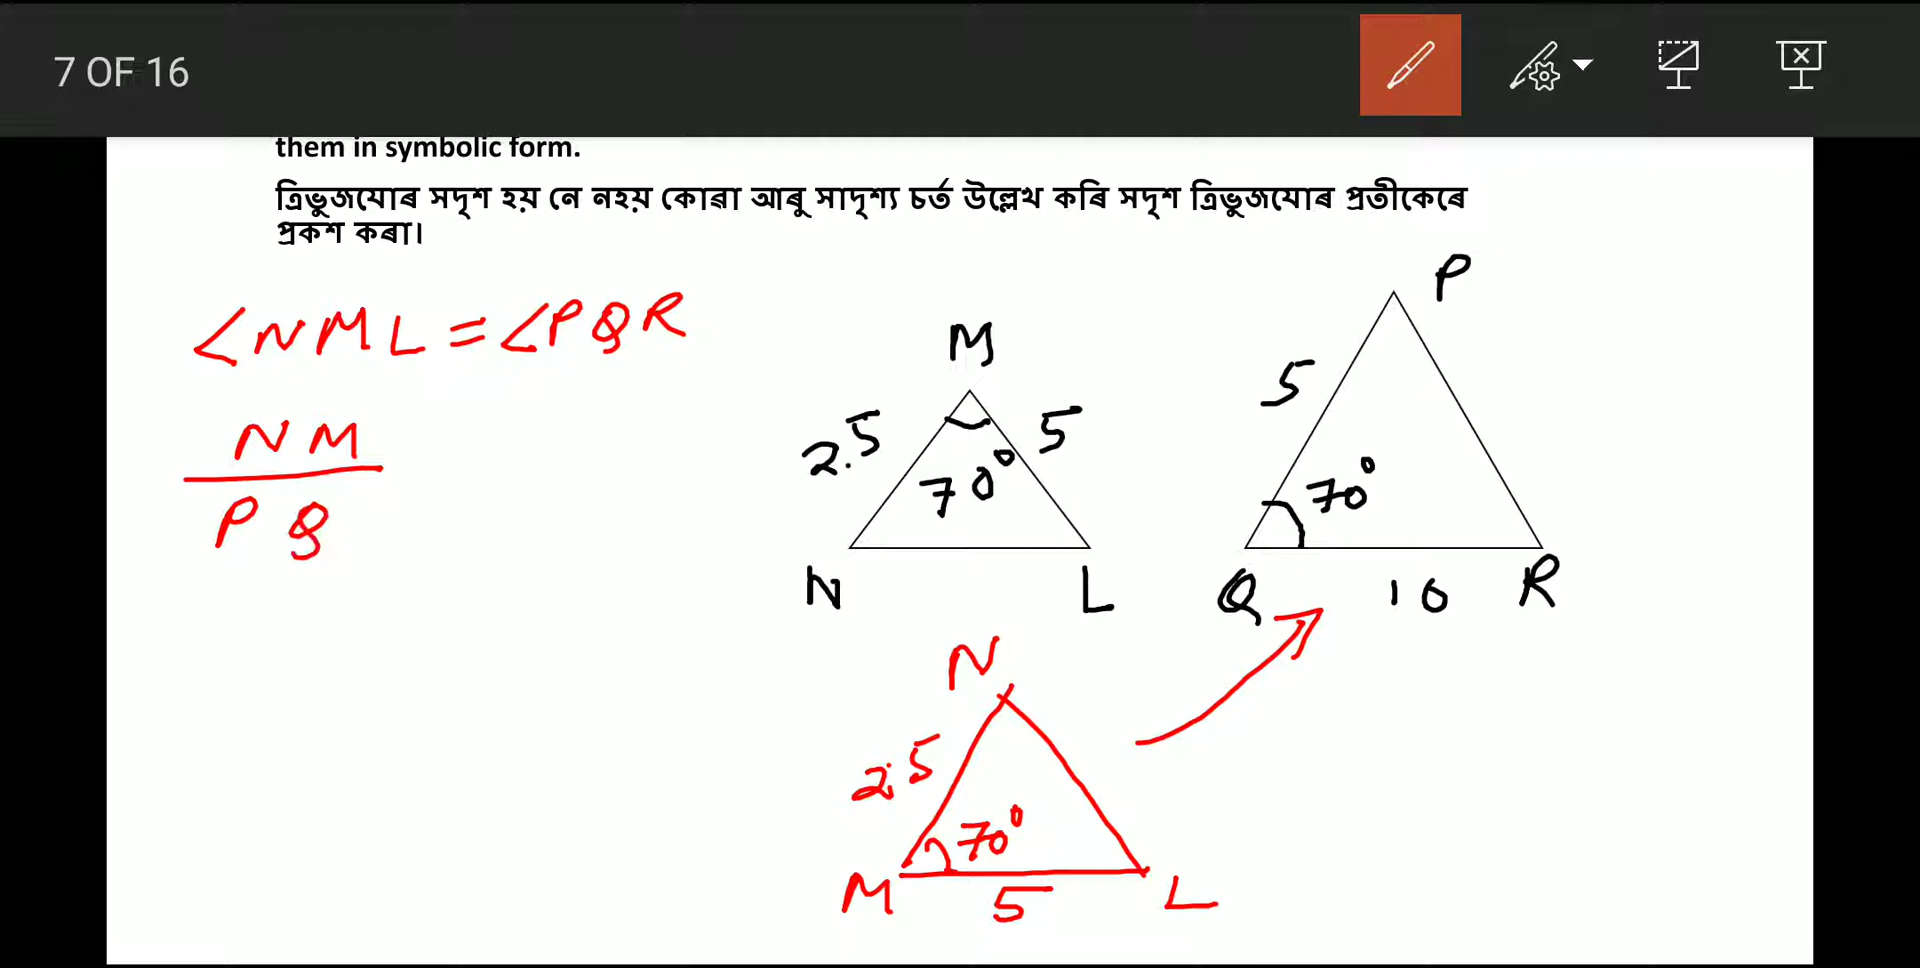 7 OF 16
them in symbolic form.
ত্ৰিভুজযোৰ সদৃশ হয় নে নহয় কোৱা আৰু সাদৃশ্য চৰ্ত উল্লেখ কৰি সদৃশ ত্ৰিভুজযোৰ প্ৰতীকেৰে
প্ৰকশ কৰা।
∠NML = ∠PQR
NM
PQ
M
2.5
5
70°
N
L
P
5
70°
Q
10
R
N
2.5
70°
M
5
L